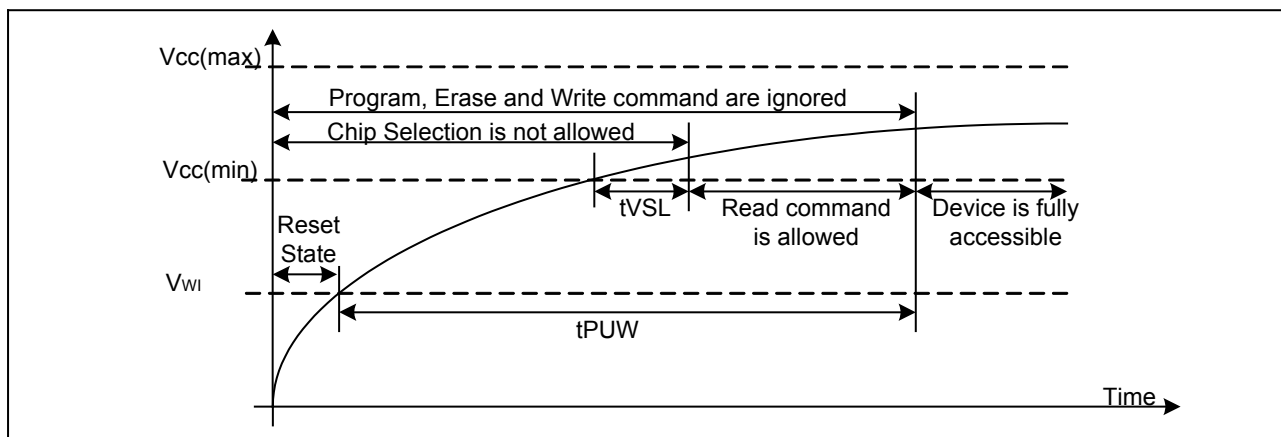 Vcc(max)
Program, Erase and Write command are ignored
Chip Selection is not allowed
Vcc(min)
tVSL
Read command
is allowed
Device is fully
accessible
Reset
State
VWI
tPUW
Time